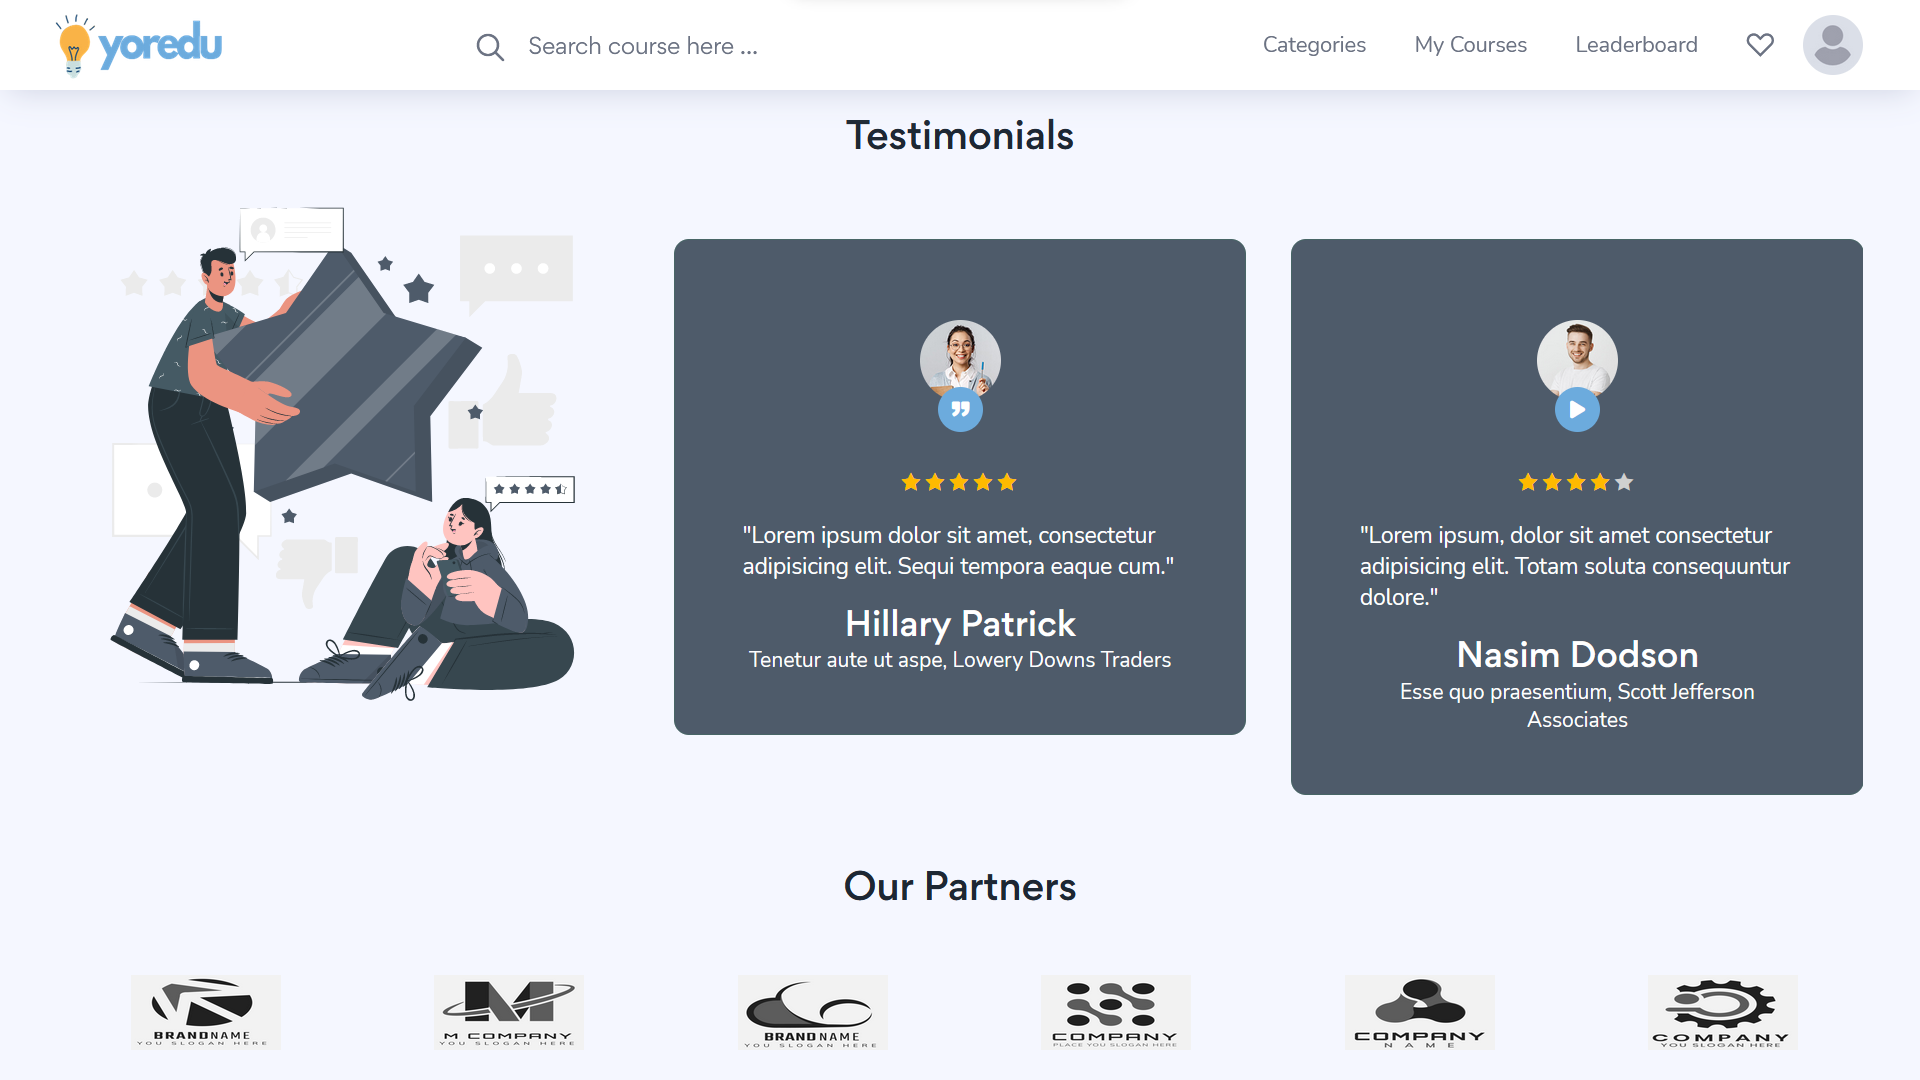 yoredu
Search course here ...
Categories
My Courses
Leaderboard
Testimonials
"Lorem ipsum dolor sit amet, consectetur
adipisicing elit. Sequi tempora eaque cum."
Hillary Patrick
Tenetur aute ut aspe, Lowery Downs Traders
"Lorem ipsum, dolor sit amet consectetur
adipisicing elit. Totam soluta consequuntur
dolore."
Nasim Dodson
Esse quo praesentium, Scott Jefferson
Associates
Our Partners
BRANDNAME
YOU SLOGAN HERE
M COMPANY
YOU SLOGAN HERE
BRANDNAME
YOU SLOGAN HERE
COMPANY
PLACE YOU SLOGAN HERE
COMPANY
NAME
COMPANY
YOU SLOGAN HERE